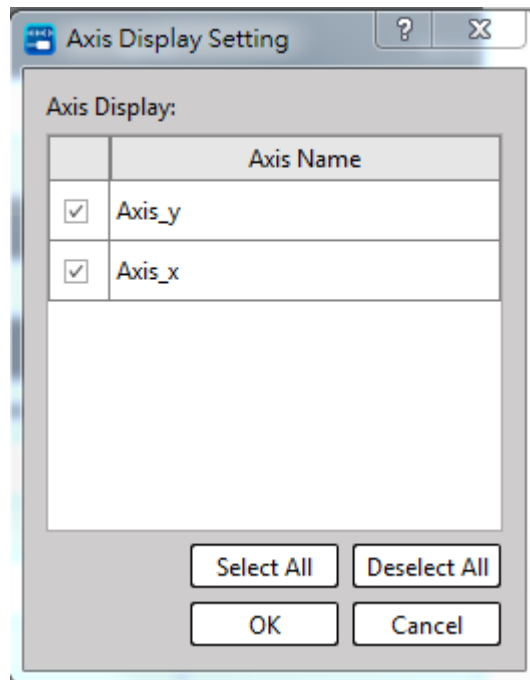 Axis Display Setting
Axis Display:
Axis Name
Axis_y
Axis_x
Select All Deselect All
OK Cancel